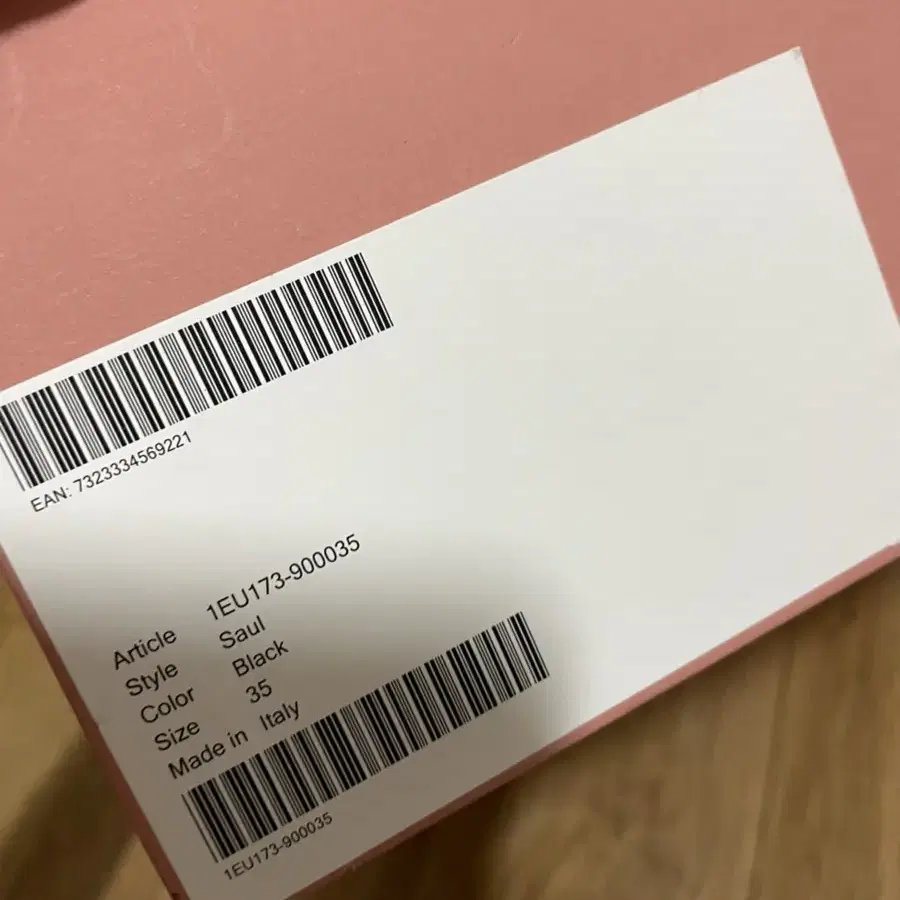 EAN: 7323334569221
Article 1EU173-900035
Style Saul
Color Black
Size 35
Made in Italy
1EU173-900035